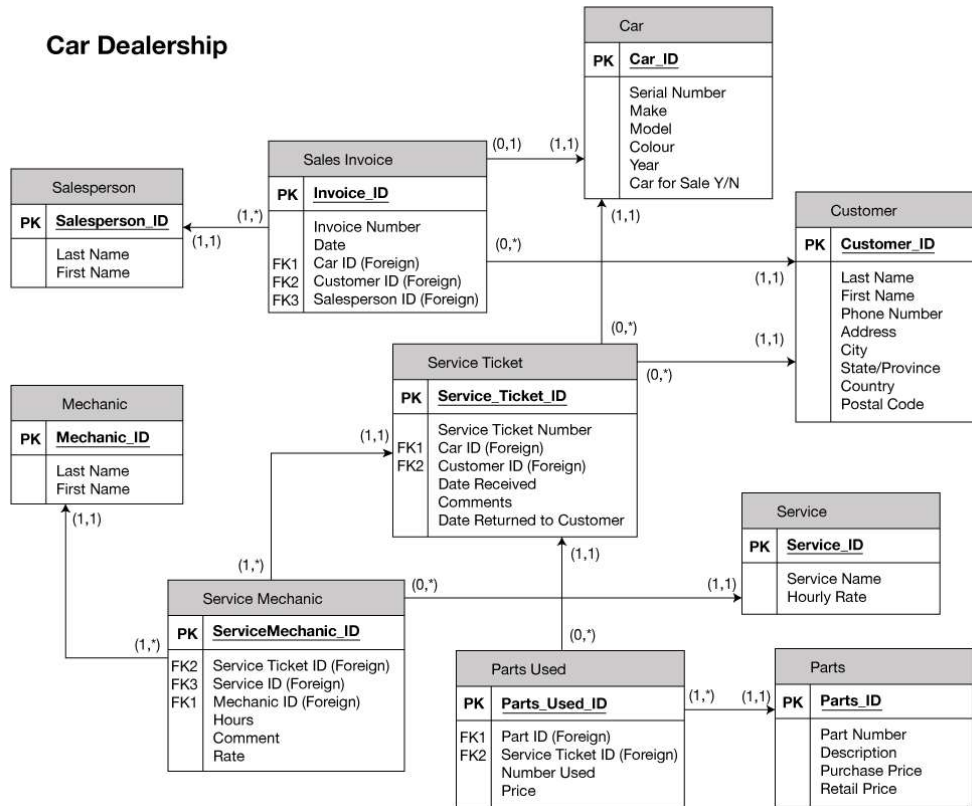 Car Dealership
Car
PK Car_ID
Serial Number
Make
Model
Colour
Year
Car for Sale Y/N
(0,1)
(1,1)
(1,1)
Sales Invoice
PK Invoice_ID
Invoice Number
Date
FK1 Car ID (Foreign)
FK2 Customer ID (Foreign)
FK3 Salesperson ID (Foreign)
Salesperson
PK Salesperson_ID
Last Name
First Name
(1,*)
(1,1)
(0,*)
(1,1)
Customer
PK Customer_ID
Last Name
First Name
Phone Number
Address
City
State/Province
Country
Postal Code
(0,*)
(0,*)
(1,1)
Service Ticket
PK Service_Ticket_ID
Service Ticket Number
FK1 Car ID (Foreign)
FK2 Customer ID (Foreign)
Date Received
Comments
Date Returned to Customer
Mechanic
PK Mechanic_ID
Last Name
First Name
(1,1)
(1,1)
(1,*)
(1,*)
(1,1)
Service
PK Service_ID
Service Name
Hourly Rate
(0,*)
(1,1)
Service Mechanic
PK ServiceMechanic_ID
FK2 Service Ticket ID (Foreign)
FK3 Service ID (Foreign)
FK1 Mechanic ID (Foreign)
Hours
Comment
Rate
(0,*)
Parts Used
PK Parts_Used_ID
FK1 Part ID (Foreign)
FK2 Service Ticket ID (Foreign)
Number Used
Price
(1,*)
(1,1)
Parts
PK Parts_ID
Part Number
Description
Purchase Price
Retail Price